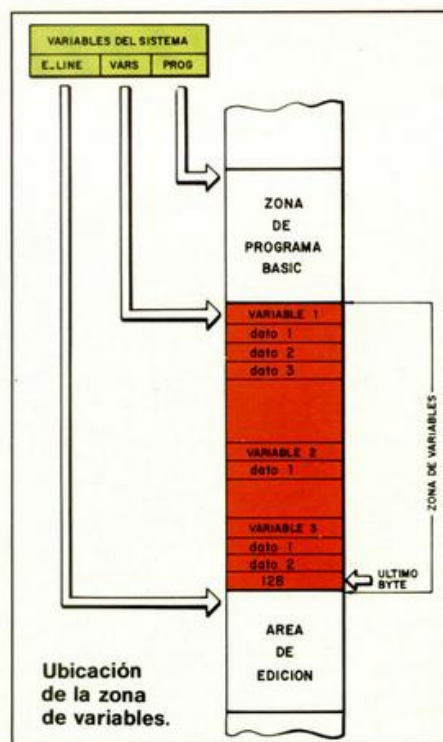 VARIABLES DEL SISTEMA
E_LINE VARS PROG
ZONA
DE
PROGRAMA
BASIC
VARIABLE 1
dato 1
dato 2
dato 3
VARIABLE 2
dato 1
VARIABLE 3
dato 1
dato 2
128
ZONA DE VARIABLES
ULTIMO
BYTE
AREA
DE
EDICION
Ubicación
de la zona
de variables.